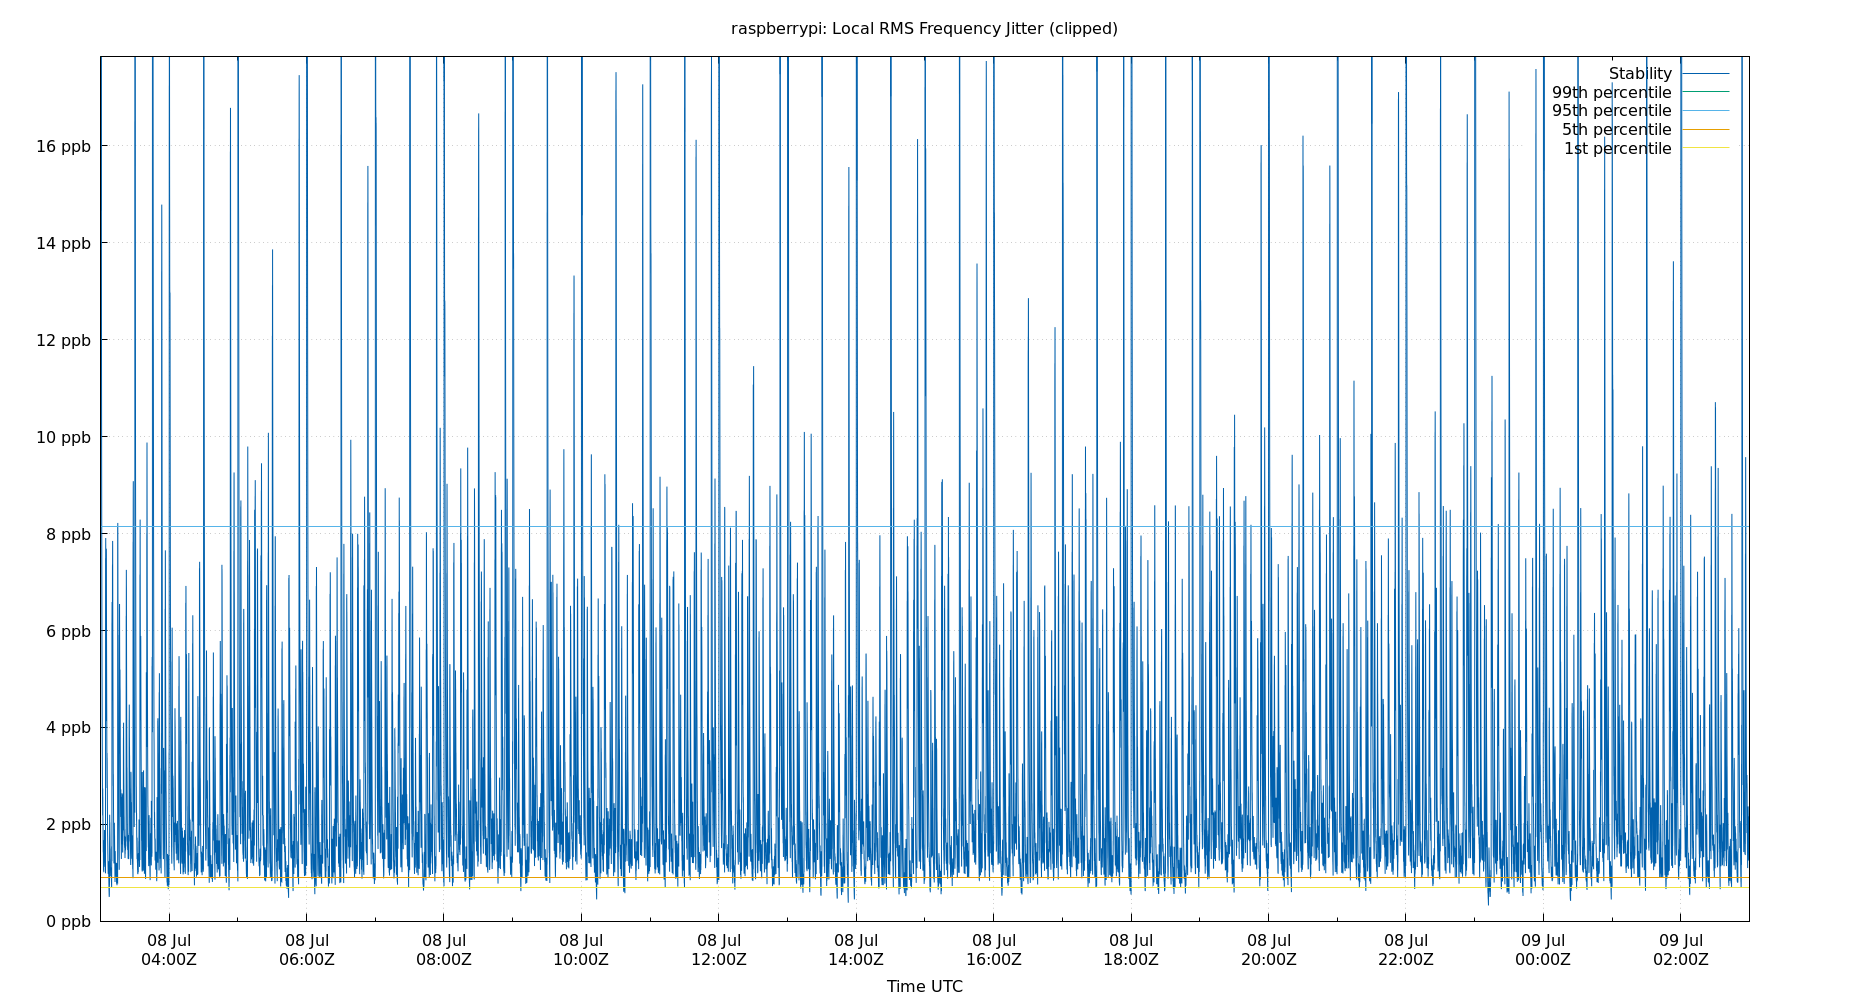 raspberrypi: Local RMS Frequency Jitter (clipped)
Stability
99th percentile
95th percentile
5th percentile
1st percentile
16 ppb
14 ppb
12 ppb
10 ppb
8 ppb
6 ppb
4 ppb
2 ppb
0 ppb
08 Jul 08 Jul 08 Jul 08 Jul 08 Jul 08 Jul 08 Jul 08 Jul 08 Jul 08 Jul 09 Jul 09 Jul
04:00Z 06:00Z 08:00Z 10:00Z 12:00Z 14:00Z 16:00Z 18:00Z 20:00Z 22:00Z 00:00Z 02:00Z
Time UTC